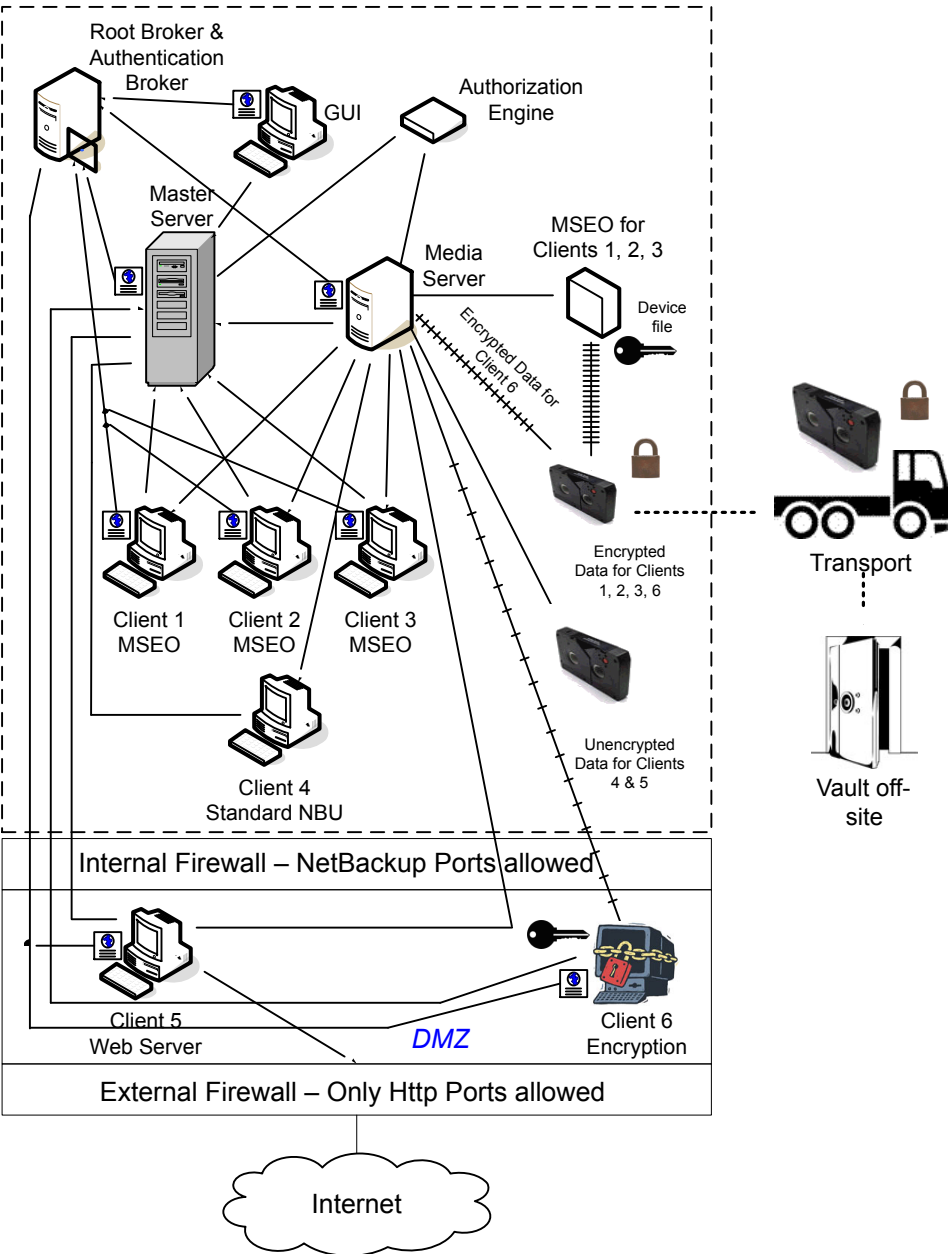 Root Broker &
Authentication
Broker
GUI
Authorization
Engine
Master
Server
Media
Server
MSEO for
Clients 1, 2, 3
Device
file
Encrypted Data for
Client 6
Encrypted
Data for Clients
1, 2, 3, 6
Transport
Client 1
MSEO
Client 2
MSEO
Client 3
MSEO
Client 4
Standard NBU
Unencrypted
Data for Clients
4 & 5
Vault off-
site
Internal Firewall – NetBackup Ports allowed
Client 5
Web Server
DMZ
Client 6
Encryption
External Firewall – Only Http Ports allowed
Internet